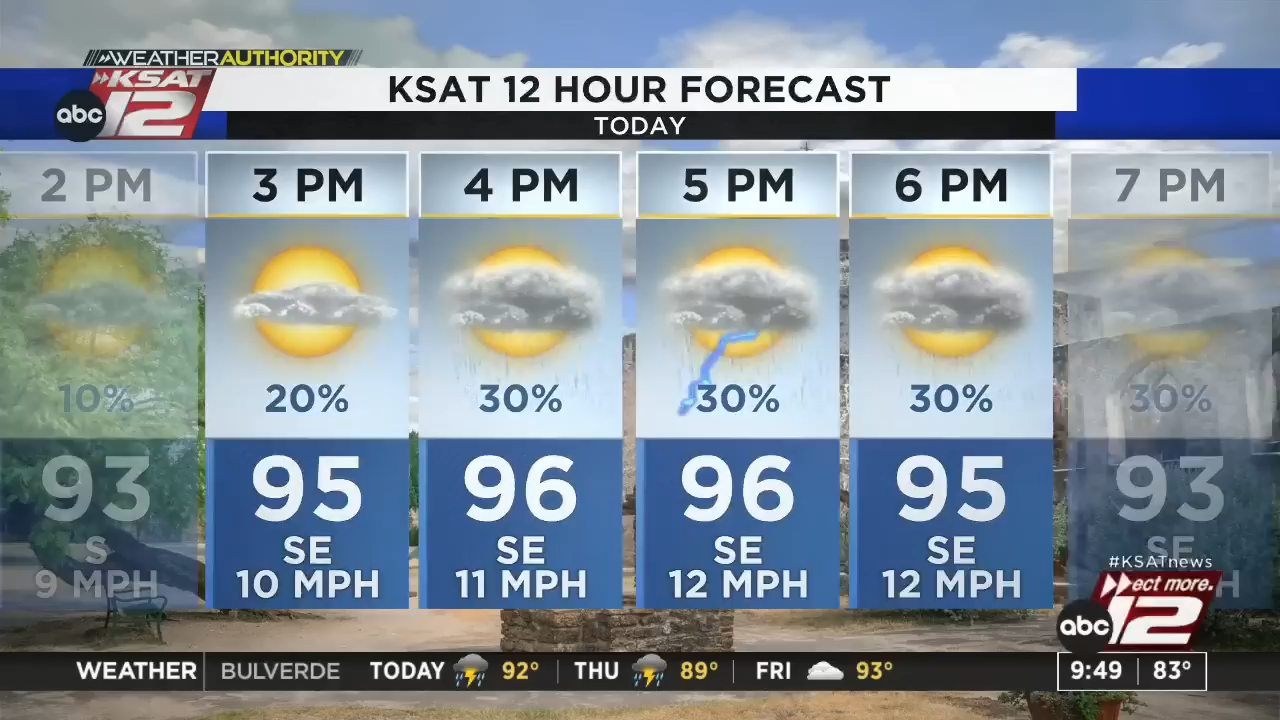 WEATHERAUTHORITY
KSAT
abc 12
KSAT 12 HOUR FORECAST
TODAY
2 PM
10%
93
S
9 MPH
3 PM
20%
95
SE
10 MPH
4 PM
30%
96
SE
11 MPH
5 PM
30%
96
SE
12 MPH
6 PM
30%
95
SE
12 MPH
7 PM
30%
93
SE
#KSATnews
ect more.
abc 12
WEATHER BULVERDE TODAY 92° THU 89° FRI 93°
9:49 83°